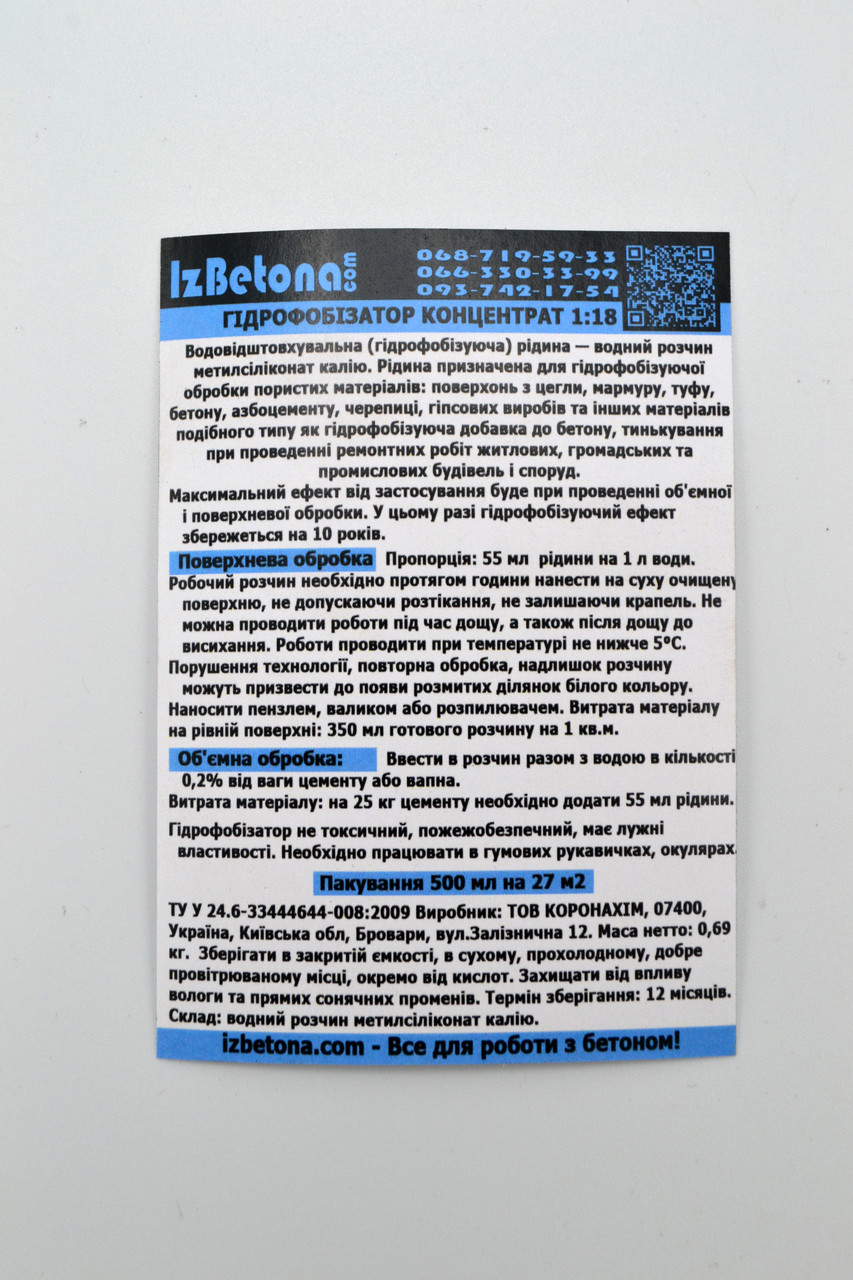 IzBetona com
068-719-59-33
066-330-33-99
093-742-17-54
ГІДРОФОБІЗАТОР КОНЦЕНТРАТ 1:18
Водовідштовхувальна (гідрофобізуюча) рідина — водний розчин
метилсіліконат калію. Рідина призначена для гідрофобізуючої
обробки пористих матеріалів: поверхонь з цегли, мармуру, туфу,
бетону, азбоцементу, черепиці, гіпсових виробів та інших матеріалів
подібного типу як гідрофобізуюча добавка до бетону, тинькування
при проведенні ремонтних робіт житлових, громадських та
промислових будівель і споруд.
Максимальний ефект від застосування буде при проведенні об'ємної
і поверхневої обробки. У цьому разі гідрофобізуючий ефект
збережеться на 10 років.
Поверхнева обробка Пропорція: 55 мл рідини на 1 л води.
Робочий розчин необхідно протягом години нанести на суху очищену
поверхню, не допускаючи розтікання, не залишаючи крапель. Не
можна проводити роботи під час дощу, а також після дощу до
висихання. Роботи проводити при температурі не нижче 5°С.
Порушення технології, повторна обробка, надлишок розчину
можуть призвести до появи розмитих ділянок білого кольору.
Наносити пензлем, валиком або розпилювачем. Витрата матеріалу
на рівній поверхні: 350 мл готового розчину на 1 кв.м.
Об'ємна обробка: Ввести в розчин разом з водою в кількості
0,2% від ваги цементу або вапна.
Витрата матеріалу: на 25 кг цементу необхідно додати 55 мл рідини.
Гідрофобізатор не токсичний, пожежобезпечний, має лужні
властивості. Необхідно працювати в гумових рукавичках, окулярах.
Пакування 500 мл на 27 м2
ТУ У 24.6-33444644-008:2009 Виробник: ТОВ КОРОНАХІМ, 07400,
Україна, Київська обл, Бровари, вул.Залізнична 12. Маса нетто: 0,69
кг. Зберігати в закритій ємкості, в сухому, прохолодному, добре
провітрюваному місці, окремо від кислот. Захищати від впливу
вологи та прямих сонячних променів. Термін зберігання: 12 місяців.
Склад: водний розчин метилсіліконат калію.
izbetona.com - Все для роботи з бетоном!